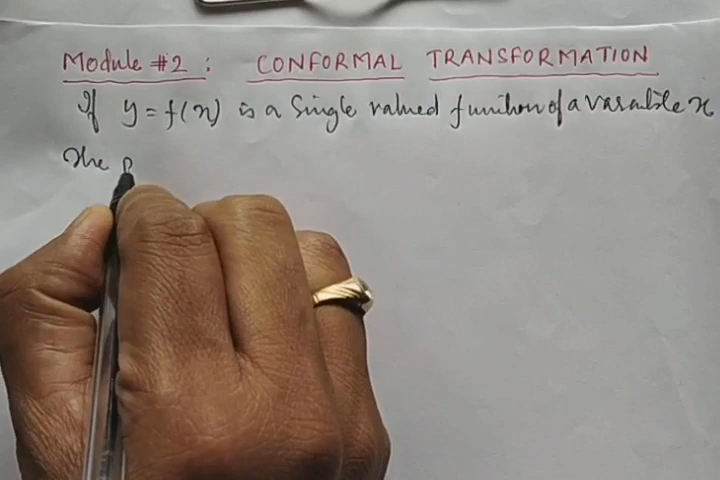 Module #2 : CONFORMAL TRANSFORMATION
If y = f(x) is a single valued function of a variable x
The